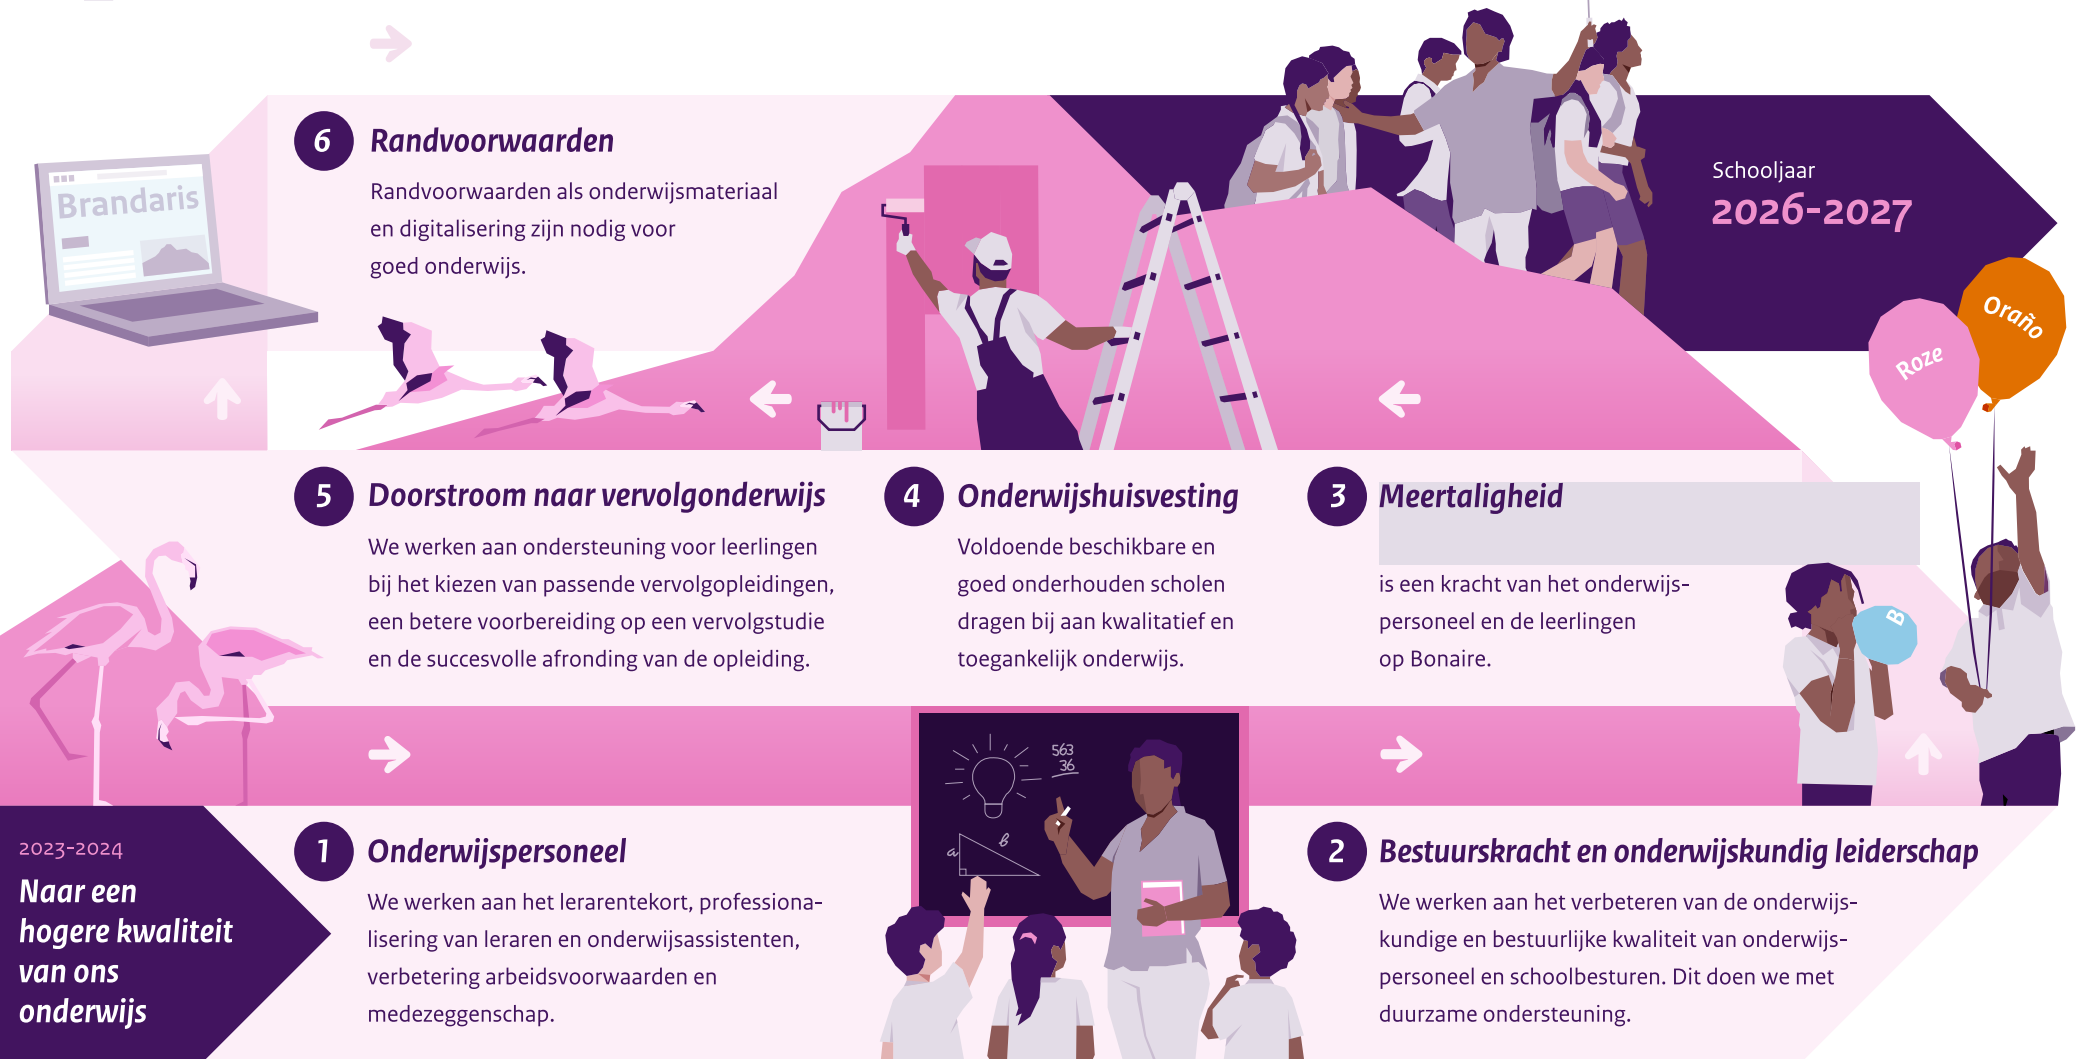 6 Randvoorwaarden
Randvoorwaarden als onderwijsmateriaal
en digitalisering zijn nodig voor
goed onderwijs.
Brandaris
Schooljaar
2026-2027
Oraño
Roze
5 Doorstroom naar vervolgonderwijs
We werken aan ondersteuning voor leerlingen
bij het kiezen van passende vervolgopleidingen,
een betere voorbereiding op een vervolgstudie
en de succesvolle afronding van de opleiding.
4 Onderwijshuisvesting
Voldoende beschikbare en
goed onderhouden scholen
dragen bij aan kwalitatief en
toegankelijk onderwijs.
3 Meertaligheid
is een kracht van het onderwijs-
personeel en de leerlingen
op Bonaire.
B
563
36
a
b
2023-2024
Naar een
hogere kwaliteit
van ons
onderwijs
1 Onderwijspersoneel
We werken aan het lerarentekort, professiona-
lisering van leraren en onderwijsassistenten,
verbetering arbeidsvoorwaarden en
medezeggenschap.
2 Bestuurskracht en onderwijskundig leiderschap
We werken aan het verbeteren van de onderwijs-
kundige en bestuurlijke kwaliteit van onderwijs-
personeel en schoolbesturen. Dit doen we met
duurzame ondersteuning.